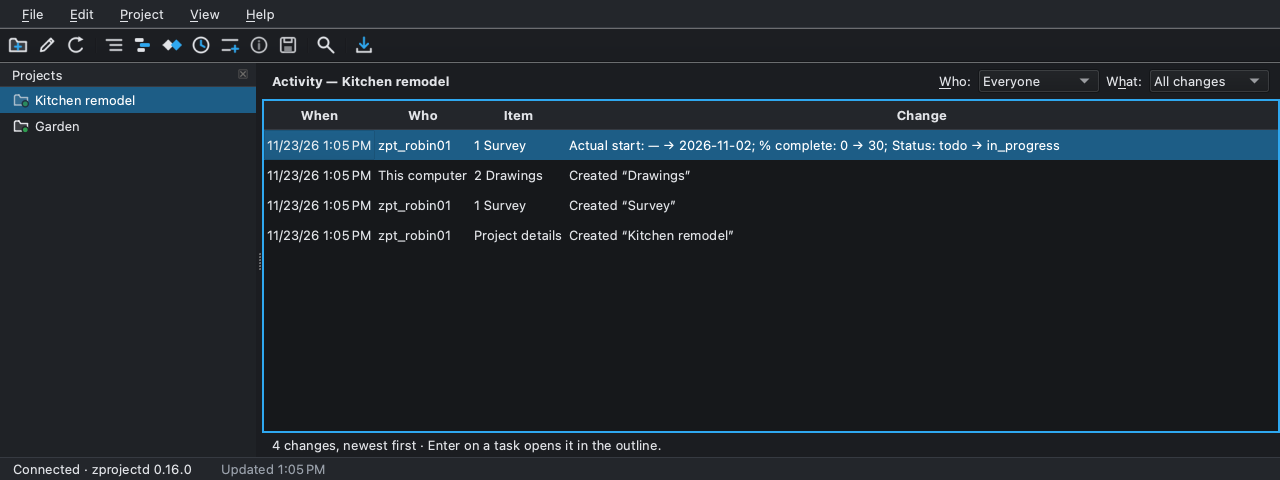 File Edit Project View Help
Projects
Kitchen remodel
Garden
Activity — Kitchen remodel Who: Everyone What: All changes
When Who Item Change
11/23/26 1:05 PM zpt_robin01 1 Survey Actual start: — → 2026-11-02; % complete: 0 → 30; Status: todo → in_progress
11/23/26 1:05 PM This computer 2 Drawings Created “Drawings”
11/23/26 1:05 PM zpt_robin01 1 Survey Created “Survey”
11/23/26 1:05 PM zpt_robin01 Project details Created “Kitchen remodel”
4 changes, newest first · Enter on a task opens it in the outline.
Connected · zprojectd 0.16.0 Updated 1:05 PM